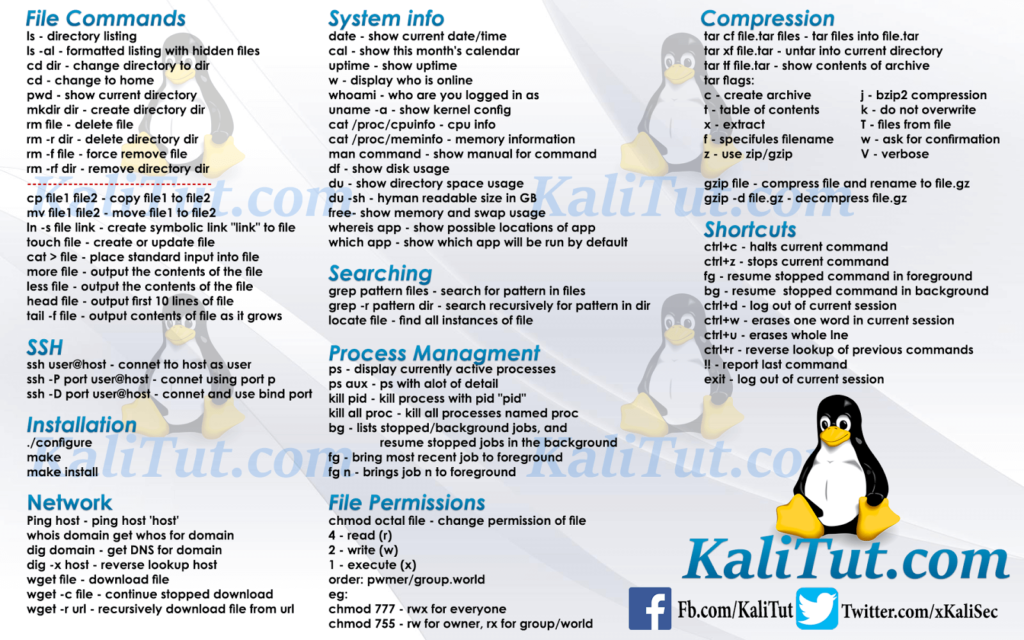 File Commands
ls - directory listing
ls -al - formatted listing with hidden files
cd dir - change directory to dir
cd - change to home
pwd - show current directory
mkdir dir - create directory dir
rm file - delete file
rm -r dir - delete directory dir
rm -f file - force remove file
rm -rf dir - remove directory dir
cp file1 file2 - copy file1 to file2
mv file1 file2 - move file1 to file2
ln -s file link - create symbolic link "link" to file
touch file - create or update file
cat > file - place standard input into file
more file - output the contents of the file
less file - output the contents of the file
head file - output first 10 lines of file
tail -f file - output contents of file as it grows
SSH
ssh user@host - connet tto host as user
ssh -P port user@host - connet using port p
ssh -D port user@host - connet and use bind port
Installation
./configure
make
make install
Network
Ping host - ping host 'host'
whois domain get whos for domain
dig domain - get DNS for domain
dig -x host - reverse lookup host
wget file - download file
wget -c file - continue stopped download
wget -r url - recursively download file from url
System info
date - show current date/time
cal - show this month's calendar
uptime - show uptime
w - display who is online
whoami - who are you logged in as
uname -a - show kernel config
cat /proc/cpuinfo - cpu info
cat /proc/meminfo - memory information
man command - show manual for command
df - show disk usage
du - show directory space usage
du -sh - hyman readable size in GB
free- show memory and swap usage
whereis app - show possible locations of app
which app - show which app will be run by default
Searching
grep pattern files - search for pattern in files
grep -r pattern dir - search recursively for pattern in dir
locate file - find all instances of file
Process Managment
ps - display currently active processes
ps aux - ps with alot of detail
kill pid - kill process with pid "pid"
kill all proc - kill all processes named proc
bg - lists stopped/background jobs, and
resume stopped jobs in the background
fg - bring most recent job to foreground
fg n - brings job n to foreground
File Permissions
chmod octal file - change permission of file
4 - read (r)
2 - write (w)
1 - execute (x)
order: pwmer/group.world
eg:
chmod 777 - rwx for everyone
chmod 755 - rw for owner, rx for group/world
Compression
tar cf file.tar files - tar files into file.tar
tar xf file.tar - untar into current directory
tar tf file.tar - show contents of archive
tar flags:
c - create archive j - bzip2 compression
t - table of contents k - do not overwrite
x - extract T - files from file
f - specifules filename w - ask for confirmation
z - use zip/gzip V - verbose
gzip file - compress file and rename to file.gz
gzip -d file.gz - decompress file.gz
Shortcuts
ctrl+c - halts current command
ctrl+z - stops current command
fg - resume stopped command in foreground
bg - resume stopped command in background
ctrl+d - log out of current session
ctrl+w - erases one word in current session
ctrl+u - erases whole lne
ctrl+r - reverse lookup of previous commands
!! - report last command
exit - log out of current session
KaliTut.com
Fb.com/KaliTut
Twitter.com/xKaliSec
KaliTut.com
KaliTut.com
KaliTut.com
KaliTut.com